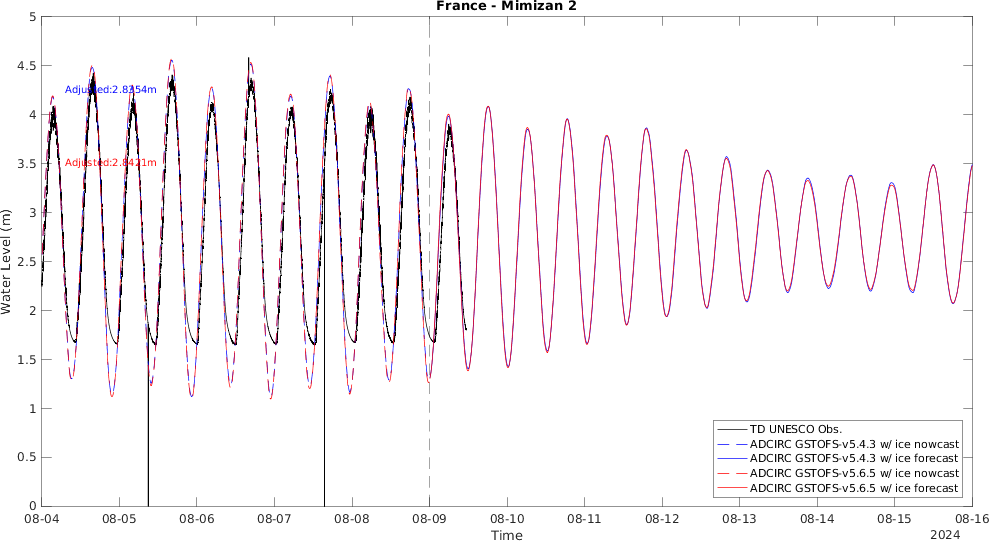 France - Mimizan 2
5
4.5
4
3.5
3
2.5
2
1.5
1
0.5
0
Water Level (m)
Adjusted:2.8354m
Adjusted:2.8421m
TD UNESCO Obs.
ADCIRC GSTOFS-v5.4.3 w/ ice nowcast
ADCIRC GSTOFS-v5.4.3 w/ ice forecast
ADCIRC GSTOFS-v5.6.5 w/ ice nowcast
ADCIRC GSTOFS-v5.6.5 w/ ice forecast
08-04 08-05 08-06 08-07 08-08 08-09 08-10 08-11 08-12 08-13 08-14 08-15 08-16
Time
2024